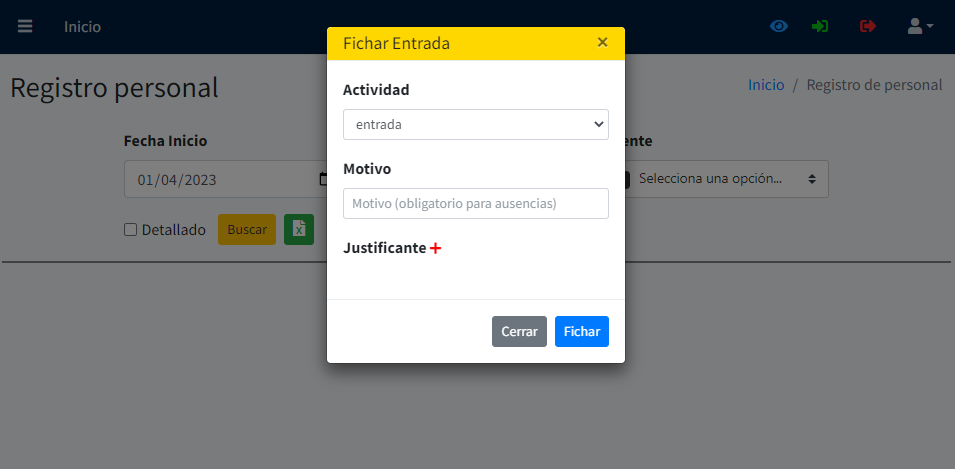 Inicio
Fichar Entrada
×
Registro personal
Inicio / Registro de personal
Actividad
entrada
Fecha Inicio
01/04/2023
Selecciona una opción...
Motivo
Motivo (obligatorio para ausencias)
Detallado
Buscar
Justificante +
Cerrar
Fichar